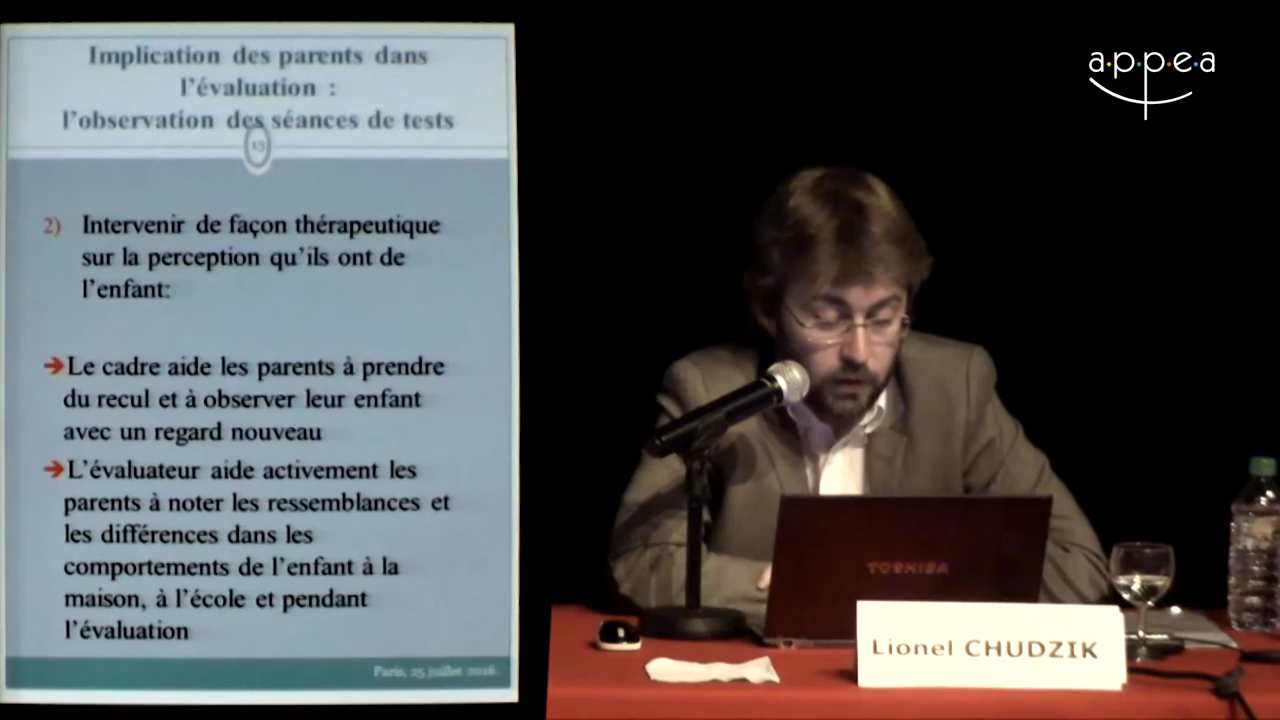 Implication des parents dans
l'évaluation :
l'observation des séances de tests
13
2) Intervenir de façon thérapeutique
sur la perception qu'ils ont de
l'enfant:
➔Le cadre aide les parents à prendre
du recul et à observer leur enfant
avec un regard nouveau
➔L'évaluateur aide activement les
parents à noter les ressemblances et
les différences dans les
comportements de l'enfant à la
maison, à l'école et pendant
l'évaluation
Paris, 25 juillet 2016
a·p·p·e·a
TOSHIBA
Lionel CHUDZIK